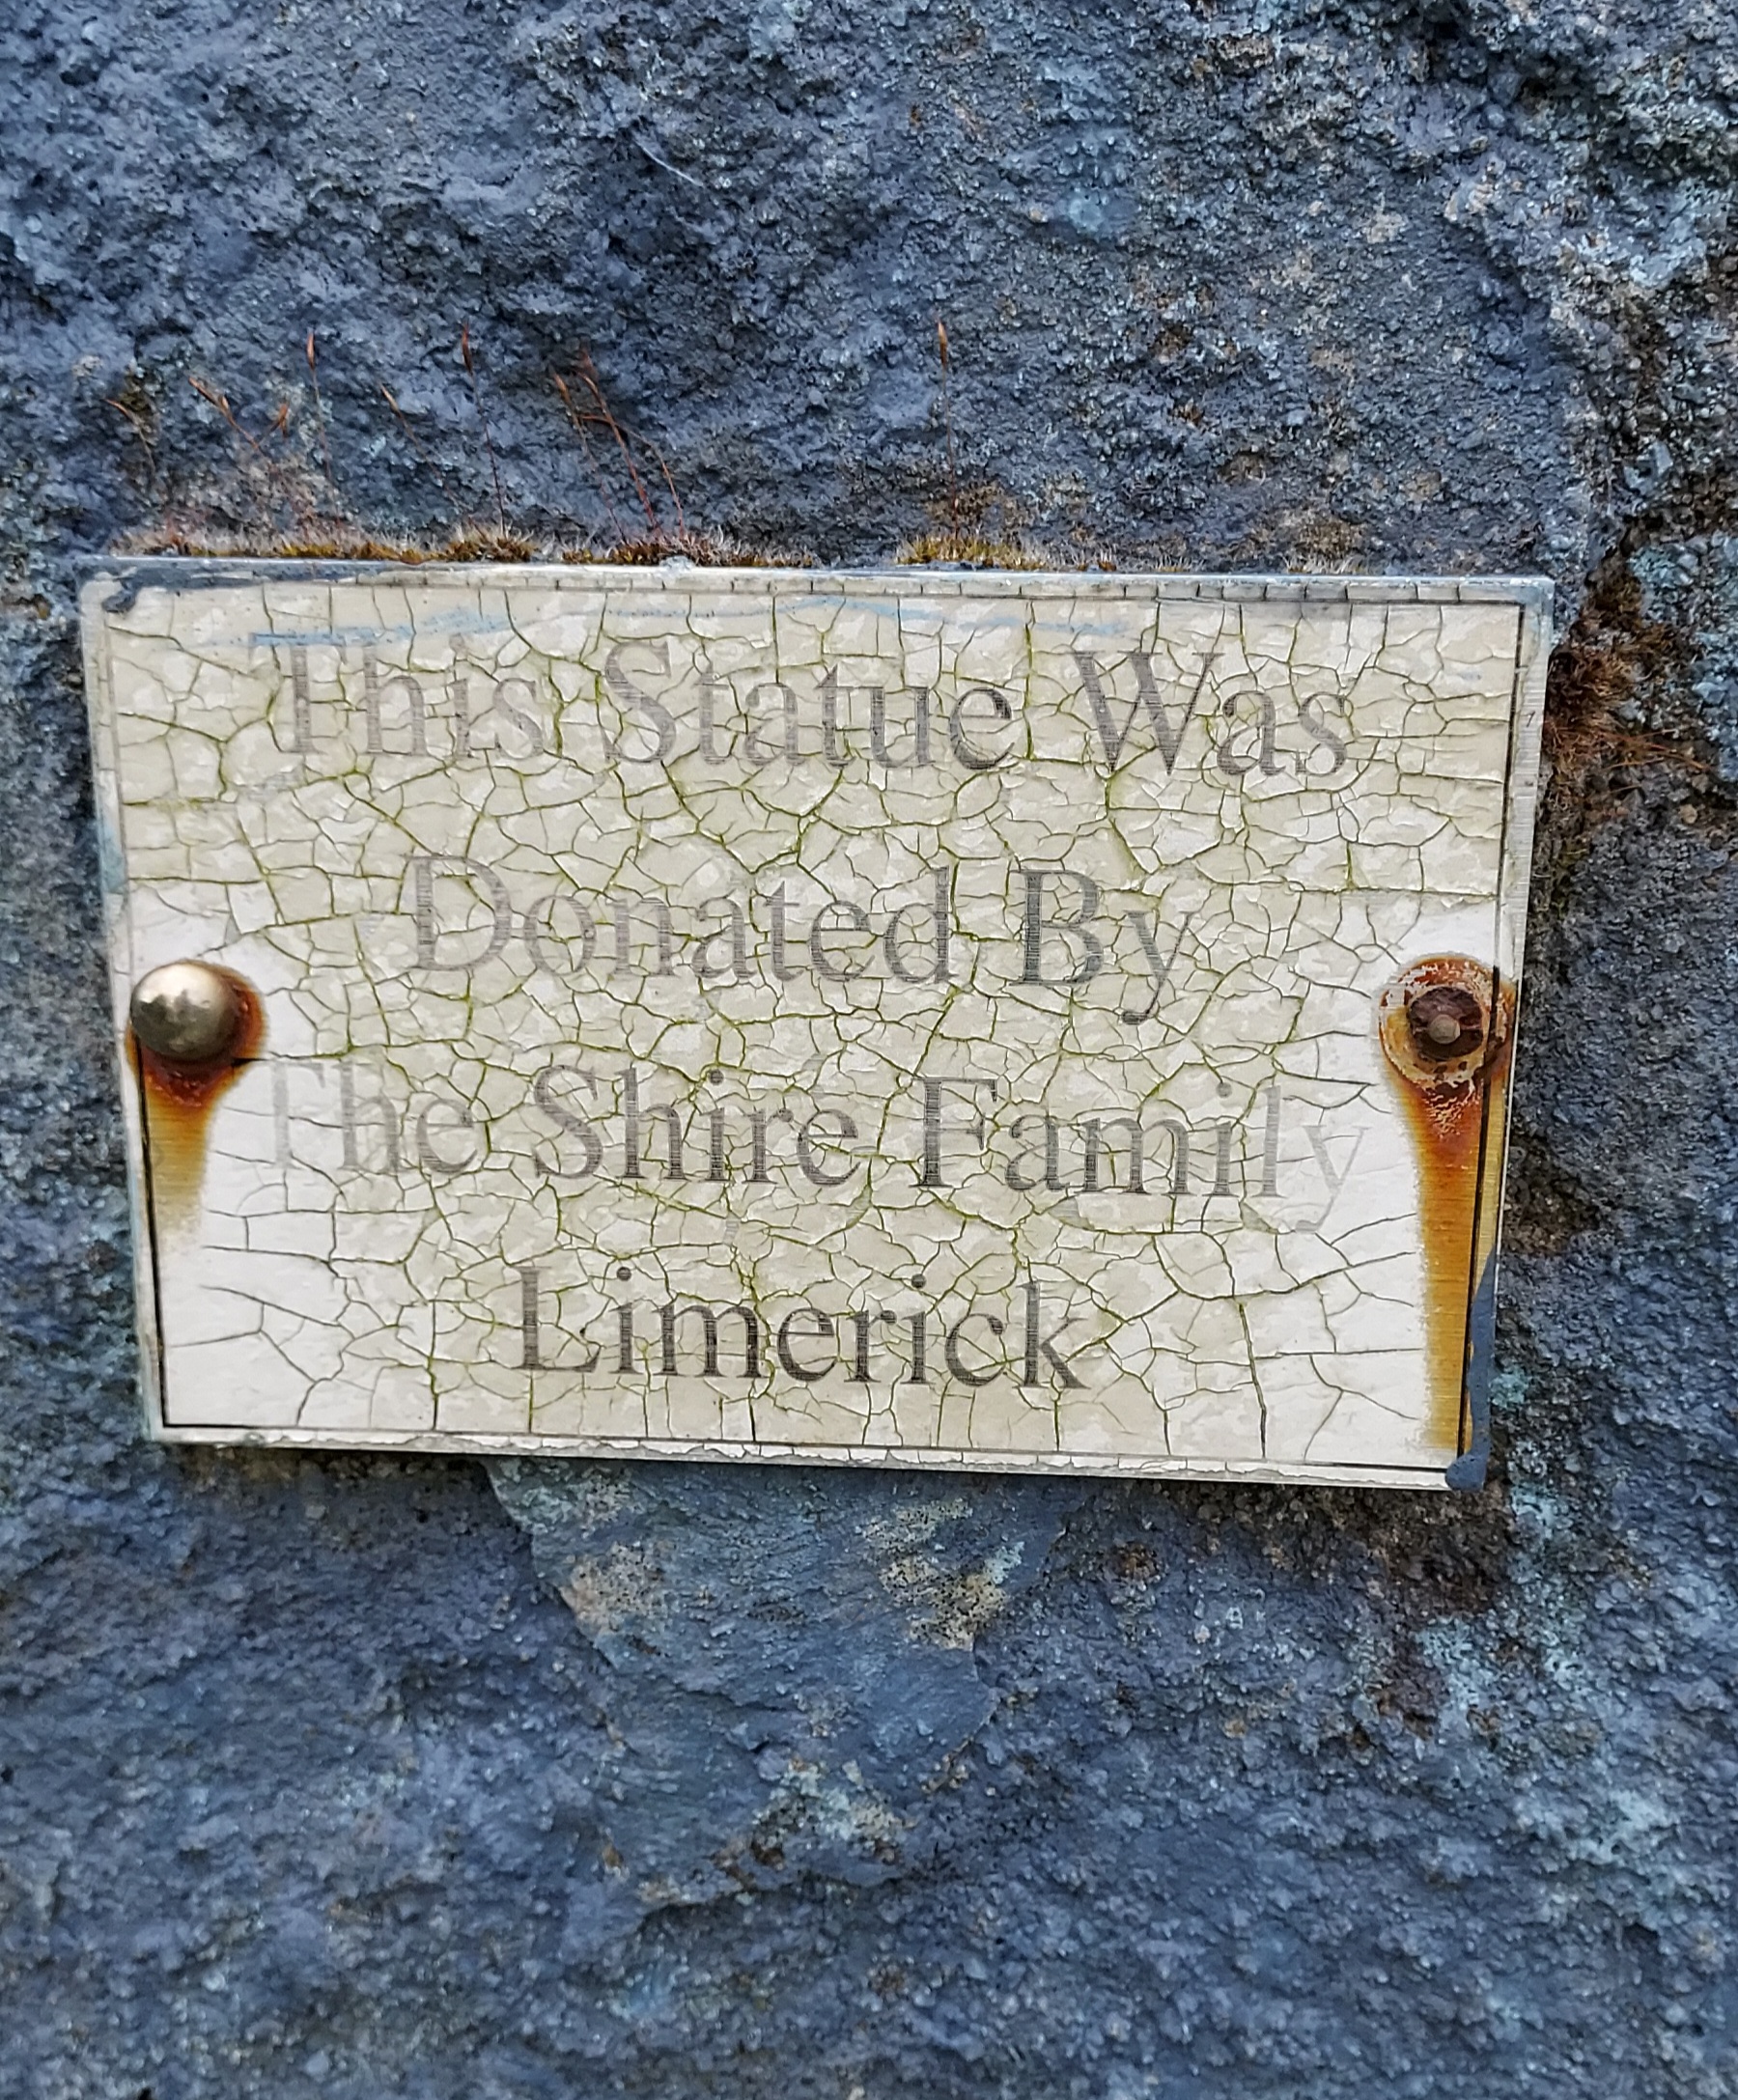 This Statue Was
Donated By
The Shire Family
Limerick